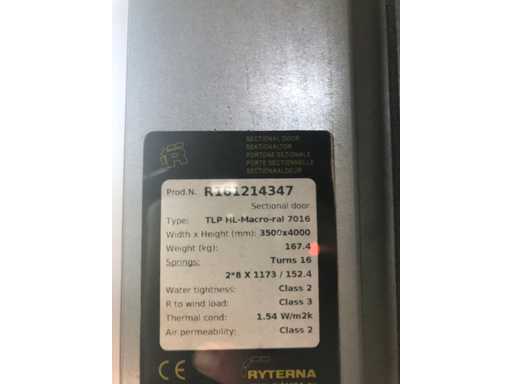 SECTIONAL DOOR
SEKTIONALTOR
PORTONE SEZIONALE
PORTE SECTIONNELLE
SECTIONAALDEUR
Prod.N. R161214347
Sectional door
Type: TLP HL-Macro-ral 7016
Width x Height (mm): 3500x4000
Weight (kg): 167.4
Springs: Turns 16
2*8 X 1173 / 152.4
Water tightness: Class 2
R to wind load: Class 3
Thermal cond: 1.54 W/m2k
Air permeability: Class 2
CE RYTERNA